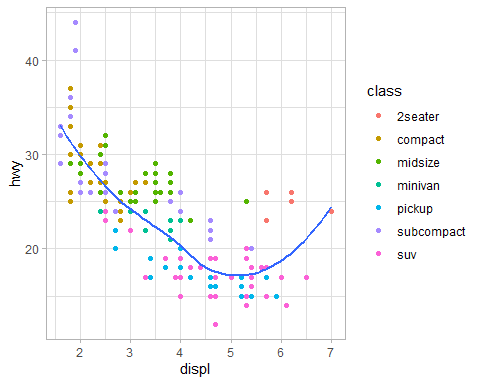 40
30
20
hwy
2
3
4
5
6
7
displ
class
2seater
compact
midsize
minivan
pickup
subcompact
suv